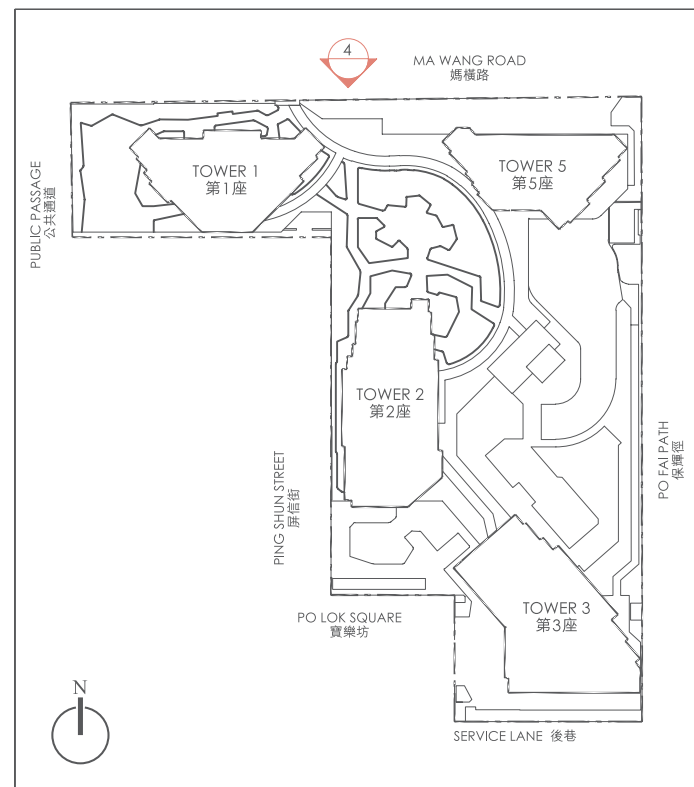 4
MA WANG ROAD
媽橫路
TOWER 1
第1座
TOWER 5
第5座
PUBLIC PASSAGE
公共通道
TOWER 2
第2座
PING SHUN STREET
屏信街
PO FAI PATH
保輝徑
PO LOK SQUARE
寶樂坊
TOWER 3
第3座
N
SERVICE LANE 後巷